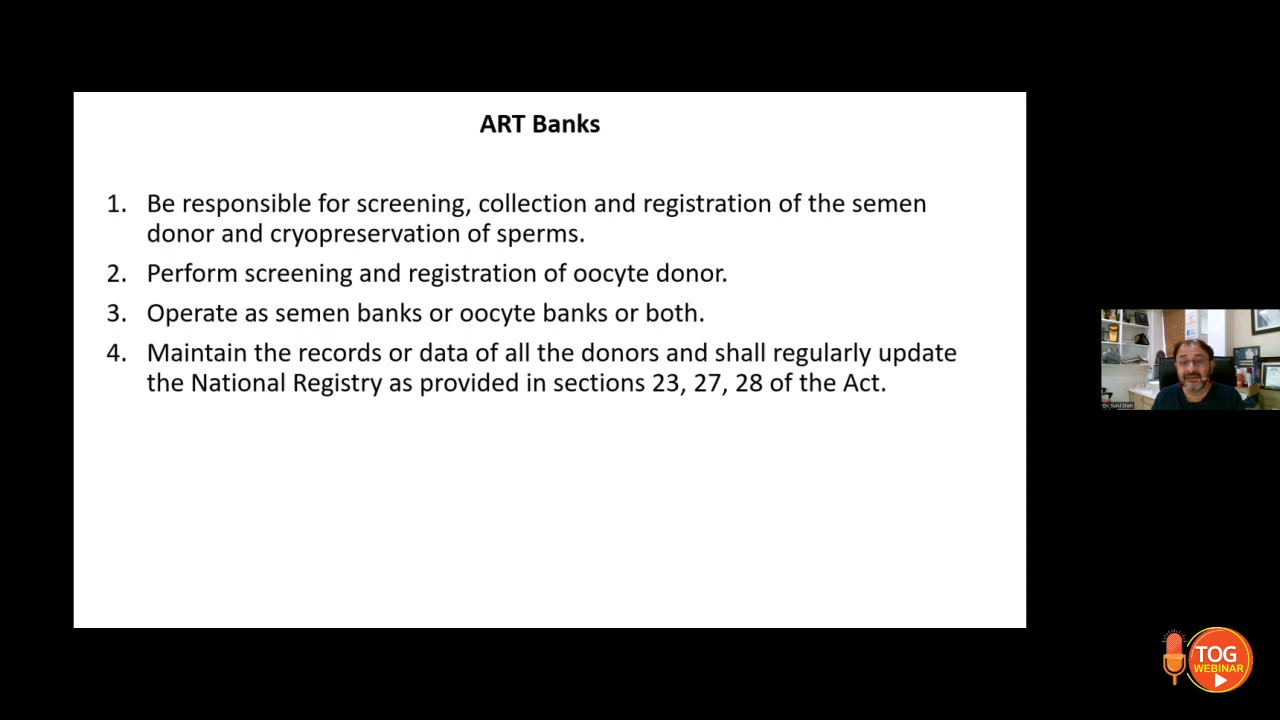 ART Banks
1. Be responsible for screening, collection and registration of the semen
donor and cryopreservation of sperms.
2. Perform screening and registration of oocyte donor.
3. Operate as semen banks or oocyte banks or both.
4. Maintain the records or data of all the donors and shall regularly update
the National Registry as provided in sections 23, 27, 28 of the Act.
Dr. Sunil Shah
TOG
WEBINAR